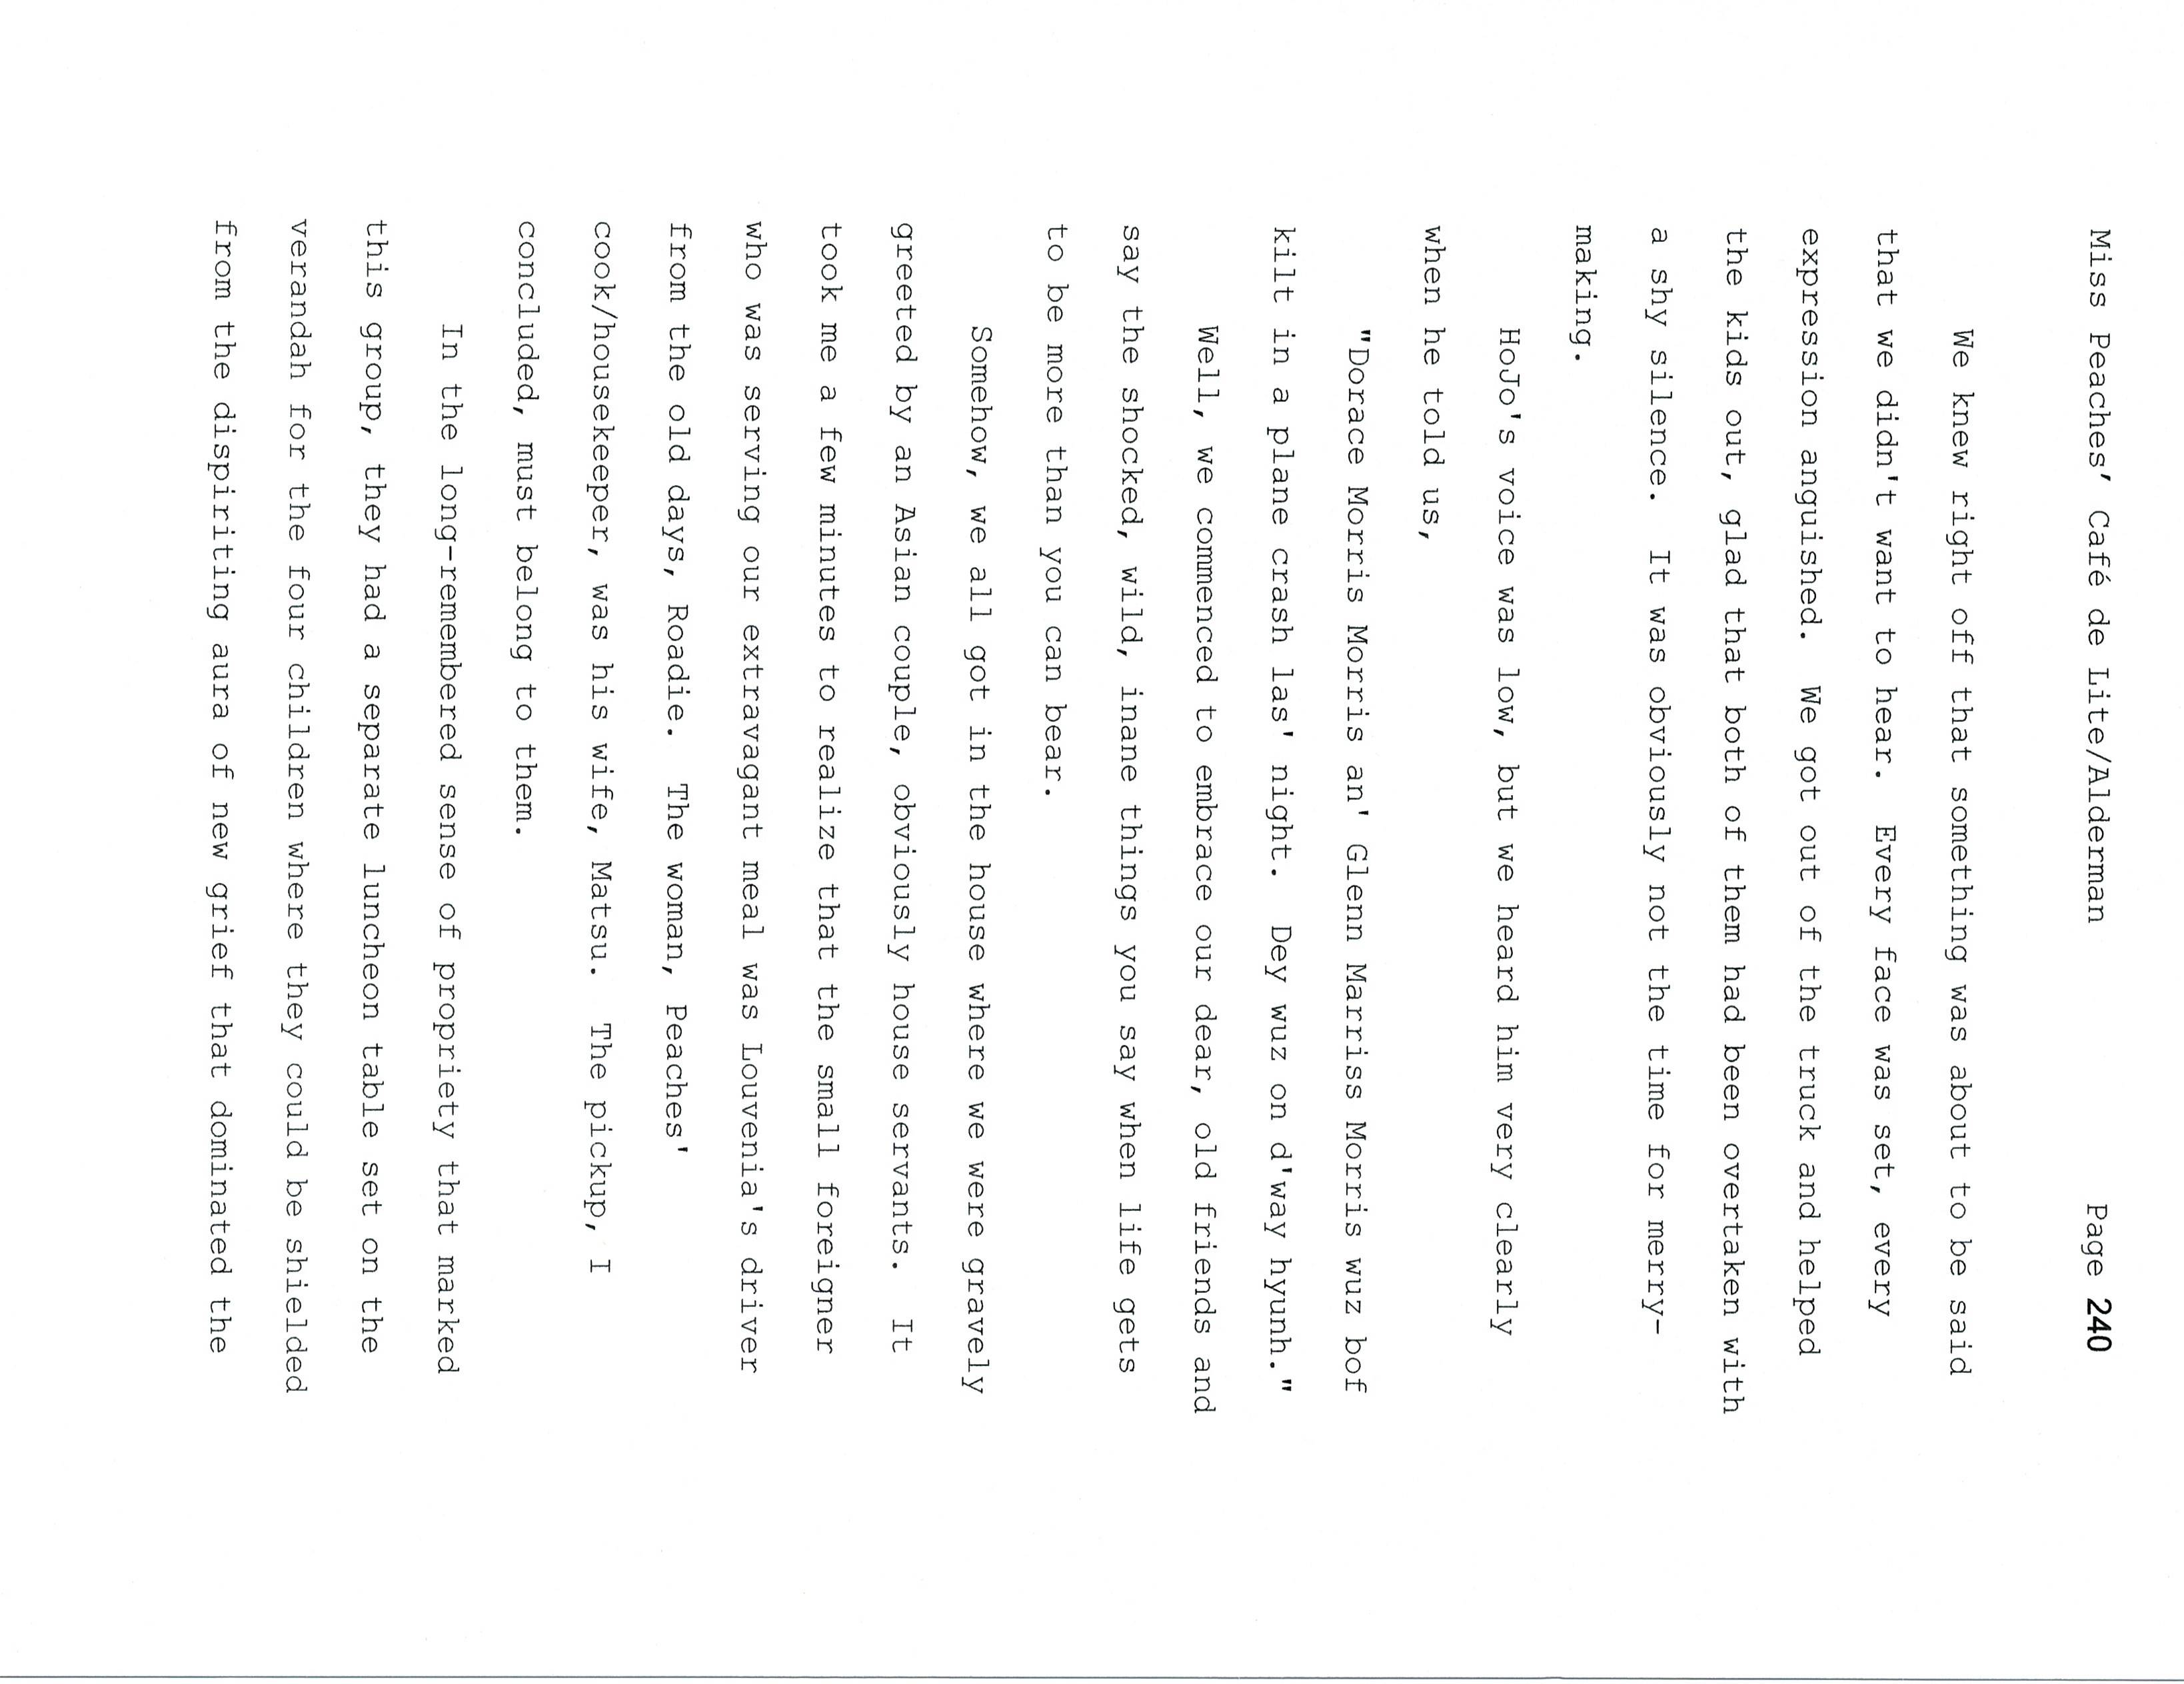 Miss Peaches’ Café de Lite/Alderman Page 240
We knew right off that something was about to be said
that we didn't want to hear. Every face was set, every
expression anguished. We got out of the truck and helped
the kids out, glad that both of them had been overtaken with
a shy silence. It was obviously not the time for merry-
making.
HoJo's voice was low, but we heard him very clearly
when he told us,
"Dorace Morris Morris an' Glenn Marriss Morris wuz bof
kilt in a plane crash las' night. Dey wuz on d'way hyunh."
Well, we commenced to embrace our dear, old friends and
say the shocked, wild, inane things you say when life gets
to be more than you can bear.
Somehow, we all got in the house where we were gravely
greeted by an Asian couple, obviously house servants. It
took me a few minutes to realize that the small foreigner
who was serving our extravagant meal was Louvenia's driver
from the old days, Roadie. The woman, Peaches'
cook/housekeeper, was his wife, Matsu. The pickup, I
concluded, must belong to them.
In the long-remembered sense of propriety that marked
this group, they had a separate luncheon table set on the
verandah for the four children where they could be shielded
from the dispiriting aura of new grief that dominated the